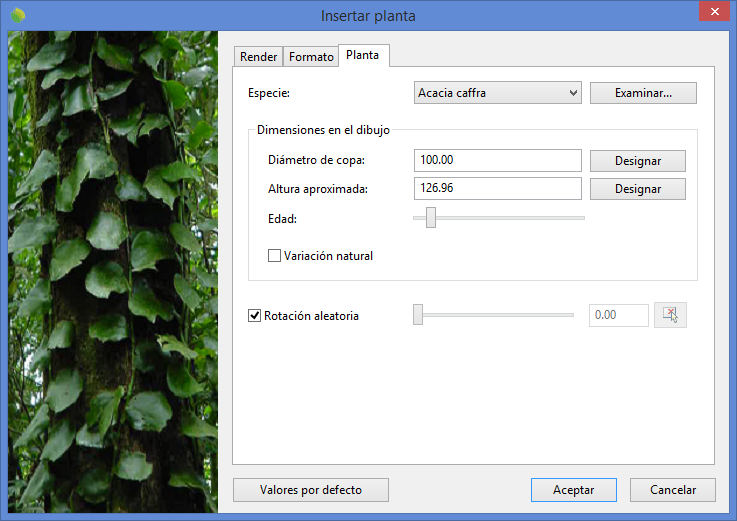 Insertar planta
Render Formato Planta
Especie: Acacia caffra Examinar...
Dimensiones en el dibujo
Diámetro de copa: 100.00 Designar
Altura aproximada: 126.96 Designar
Edad:
Variación natural
Rotación aleatoria 0.00
Valores por defecto Aceptar Cancelar